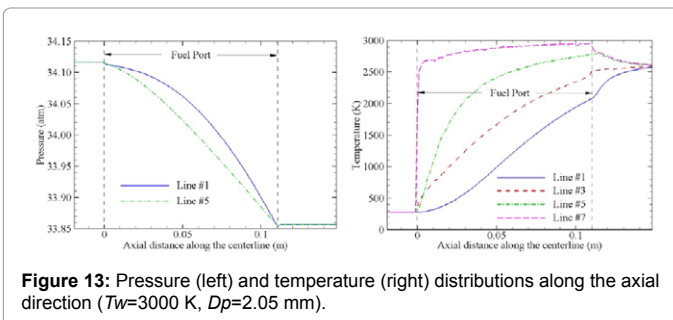 34.15
34.10
34.05
34.00
33.95
33.90
33.85
Pressure (atm)
Fuel Port
Line #1
Line #5
0
0.05
0.1
Axial distance along the centerline (m)
3000
2500
2000
1500
1000
500
0
Temperature (K)
Fuel Port
Line #1
Line #3
Line #5
Line #7
0
0.05
0.1
Axial distance along the centerline (m)
Figure 13: Pressure (left) and temperature (right) distributions along the axial
direction (Tw=3000 K, Dp=2.05 mm).